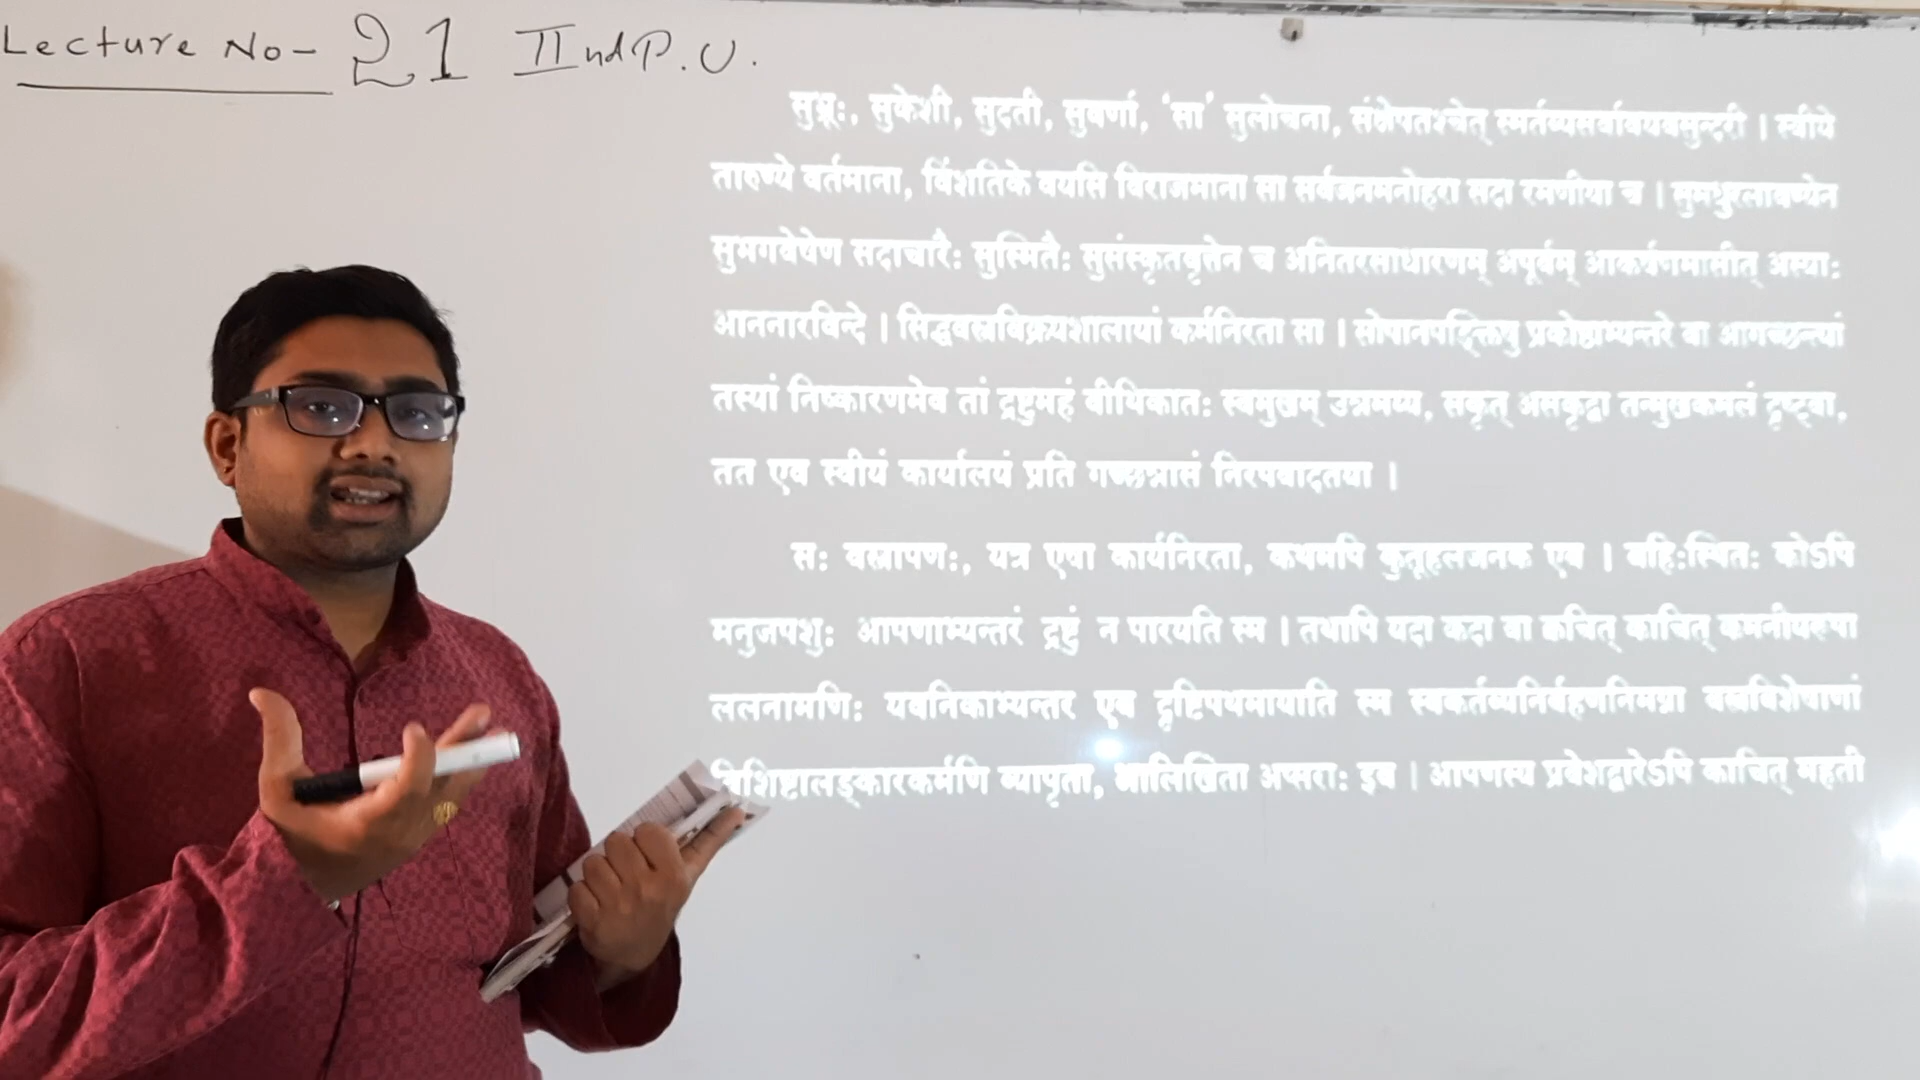 Lecture No- 21 IInd P.U.
सुभ्रूः, सुकेशी, सुदती, सुवर्णा, 'सा' सुलोचना, संक्षेपतश्चेत् स्मर्तव्यसर्वावयवसुन्दरी । स्वीये
तारुण्ये वर्तमाना, विंशतिके वयसि विराजमाना सा सर्वजनमनोहरा सदा रमणीया च । सुमधुरलावण्येन
सुभगवेषेण सदाचारैः सुस्मितैः सुसंस्कृतवृत्तेन च अनितरसाधारणम् अपूर्वम् आकर्षणमासीत् अस्याः
आननारविन्दे । सिद्धवस्त्रविक्रयशालायां कर्मनिरता सा । सोपानपङ्क्तिषु प्रकोष्ठाभ्यन्तरे वा आगच्छन्त्यां
तस्यां निष्कारणमेव तां द्रष्टुमहं वीथिकातः स्वमुखम् उन्नमय्य, सकृत् असकृद्वा तन्मुखकमलं दृष्ट्वा,
तत एव स्वीयं कार्यालयं प्रति गच्छन्नासं निरपवादतया ।
सः वस्त्रापणः, यत्र एषा कार्यनिरता, कथमपि कुतूहलजनक एव । बहिःस्थितः कोऽपि
मनुजपशुः आपणाभ्यन्तरं द्रष्टुं न पारयति स्म । तथापि यदा कदा वा क्वचित् काचित् कमनीयरूपा
ललनामणिः यवनिकाभ्यन्तर एव दृष्टिपथमायाति स्म स्वकर्तव्यनिर्वहणनिमग्ना वस्त्रविशेषाणां
विशिष्टालङ्कारकर्मणि व्यापृता, आलिखिता अप्सराः इव । आपणस्य प्रवेशद्वारेऽपि काचित् महती